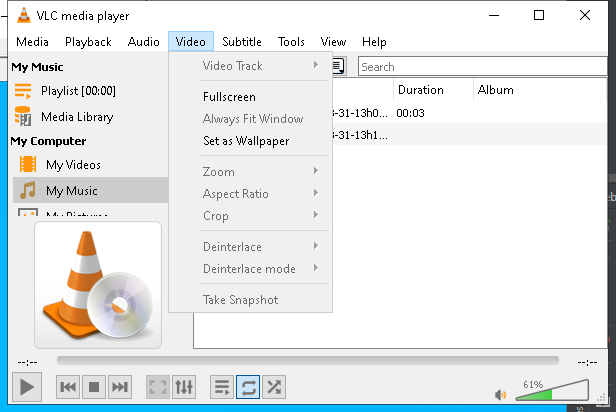 VLC media player
Media Playback Audio Video Subtitle Tools View Help
My Music
Playlist [00:00]
Media Library
My Computer
My Videos
My Music
My Pictures
Video Track
Fullscreen
Always Fit Window
Set as Wallpaper
Zoom
Aspect Ratio
Crop
Deinterlace
Deinterlace mode
Take Snapshot
Search
Duration Album
3-31-13h0... 00:03
3-31-13h1...
--:-- --:--
61%